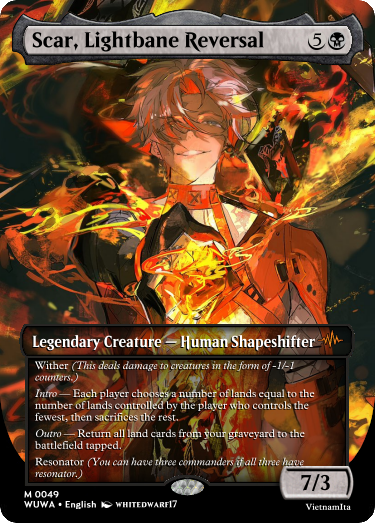 Scar, Lightbane Reversal 5
Legendary Creature — Human Shapeshifter
Wither (This deals damage to creatures in the form of -1/-1
counters.)
Intro — Each player chooses a number of lands equal to the
number of lands controlled by the player who controls the
fewest, then sacrifices the rest.
Outro — Return all land cards from your graveyard to the
battlefield tapped.
Resonator (You can have three commanders if all three have
resonator.)
7/3
M 0049
WUWA • English WHITEDWARF17
VietnamIta